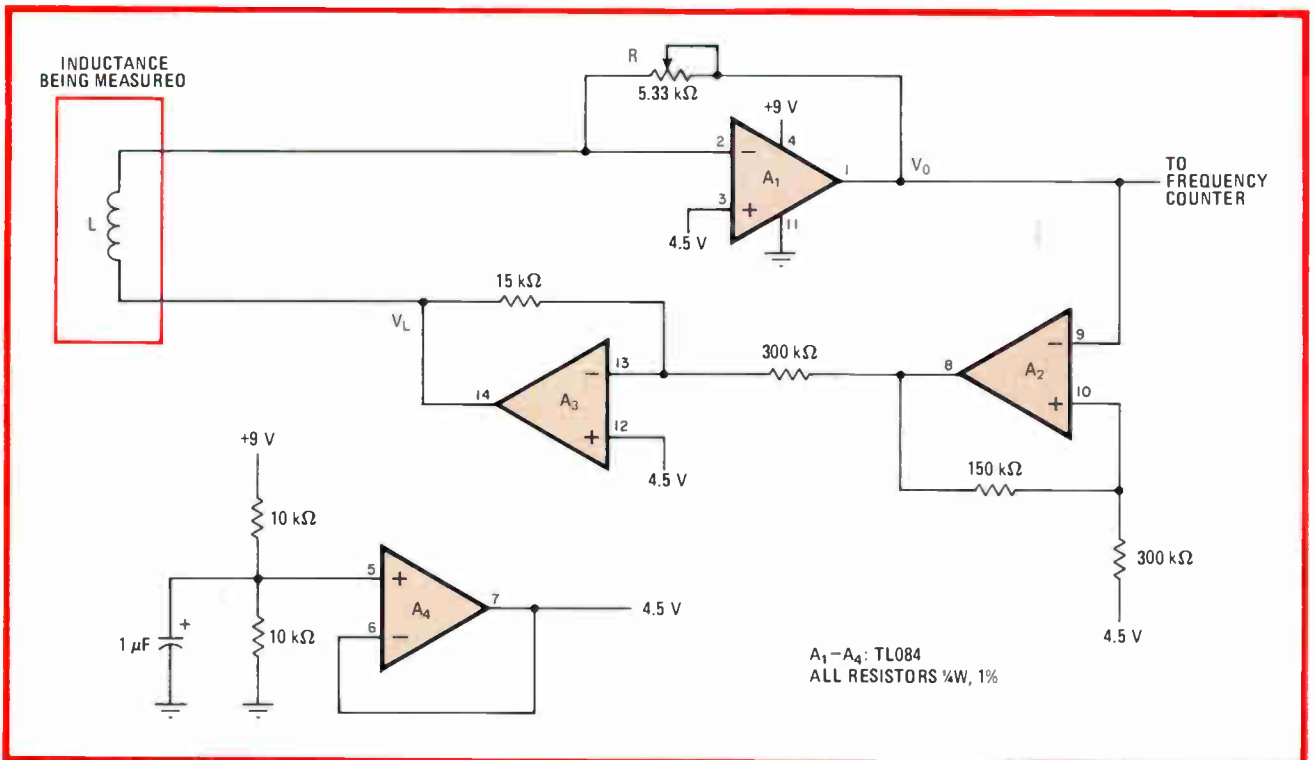 INDUCTANCE
BEING MEASURED
L
R
5.33 kΩ
+9 V
2
−
4
A₁
1
V₀
3
+
11
4.5 V
TO
FREQUENCY
COUNTER
15 kΩ
V_L
300 kΩ
13
−
A₃
14
12
+
4.5 V
9
−
8
A₂
10
+
150 kΩ
300 kΩ
4.5 V
+9 V
10 kΩ
5
+
A₄
7
4.5 V
6
−
1 μF
+
10 kΩ
A₁–A₄: TL084
ALL RESISTORS ¼W, 1%